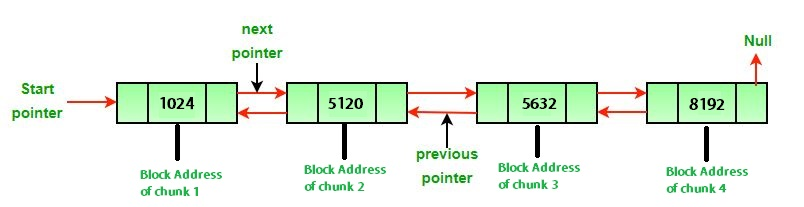 next
pointer
Null
Start
pointer
1024
5120
5632
8192
previous
pointer
Block Address
of chunk 1
Block Address
of chunk 2
Block Address
of chunk 3
Block Address
of chunk 4